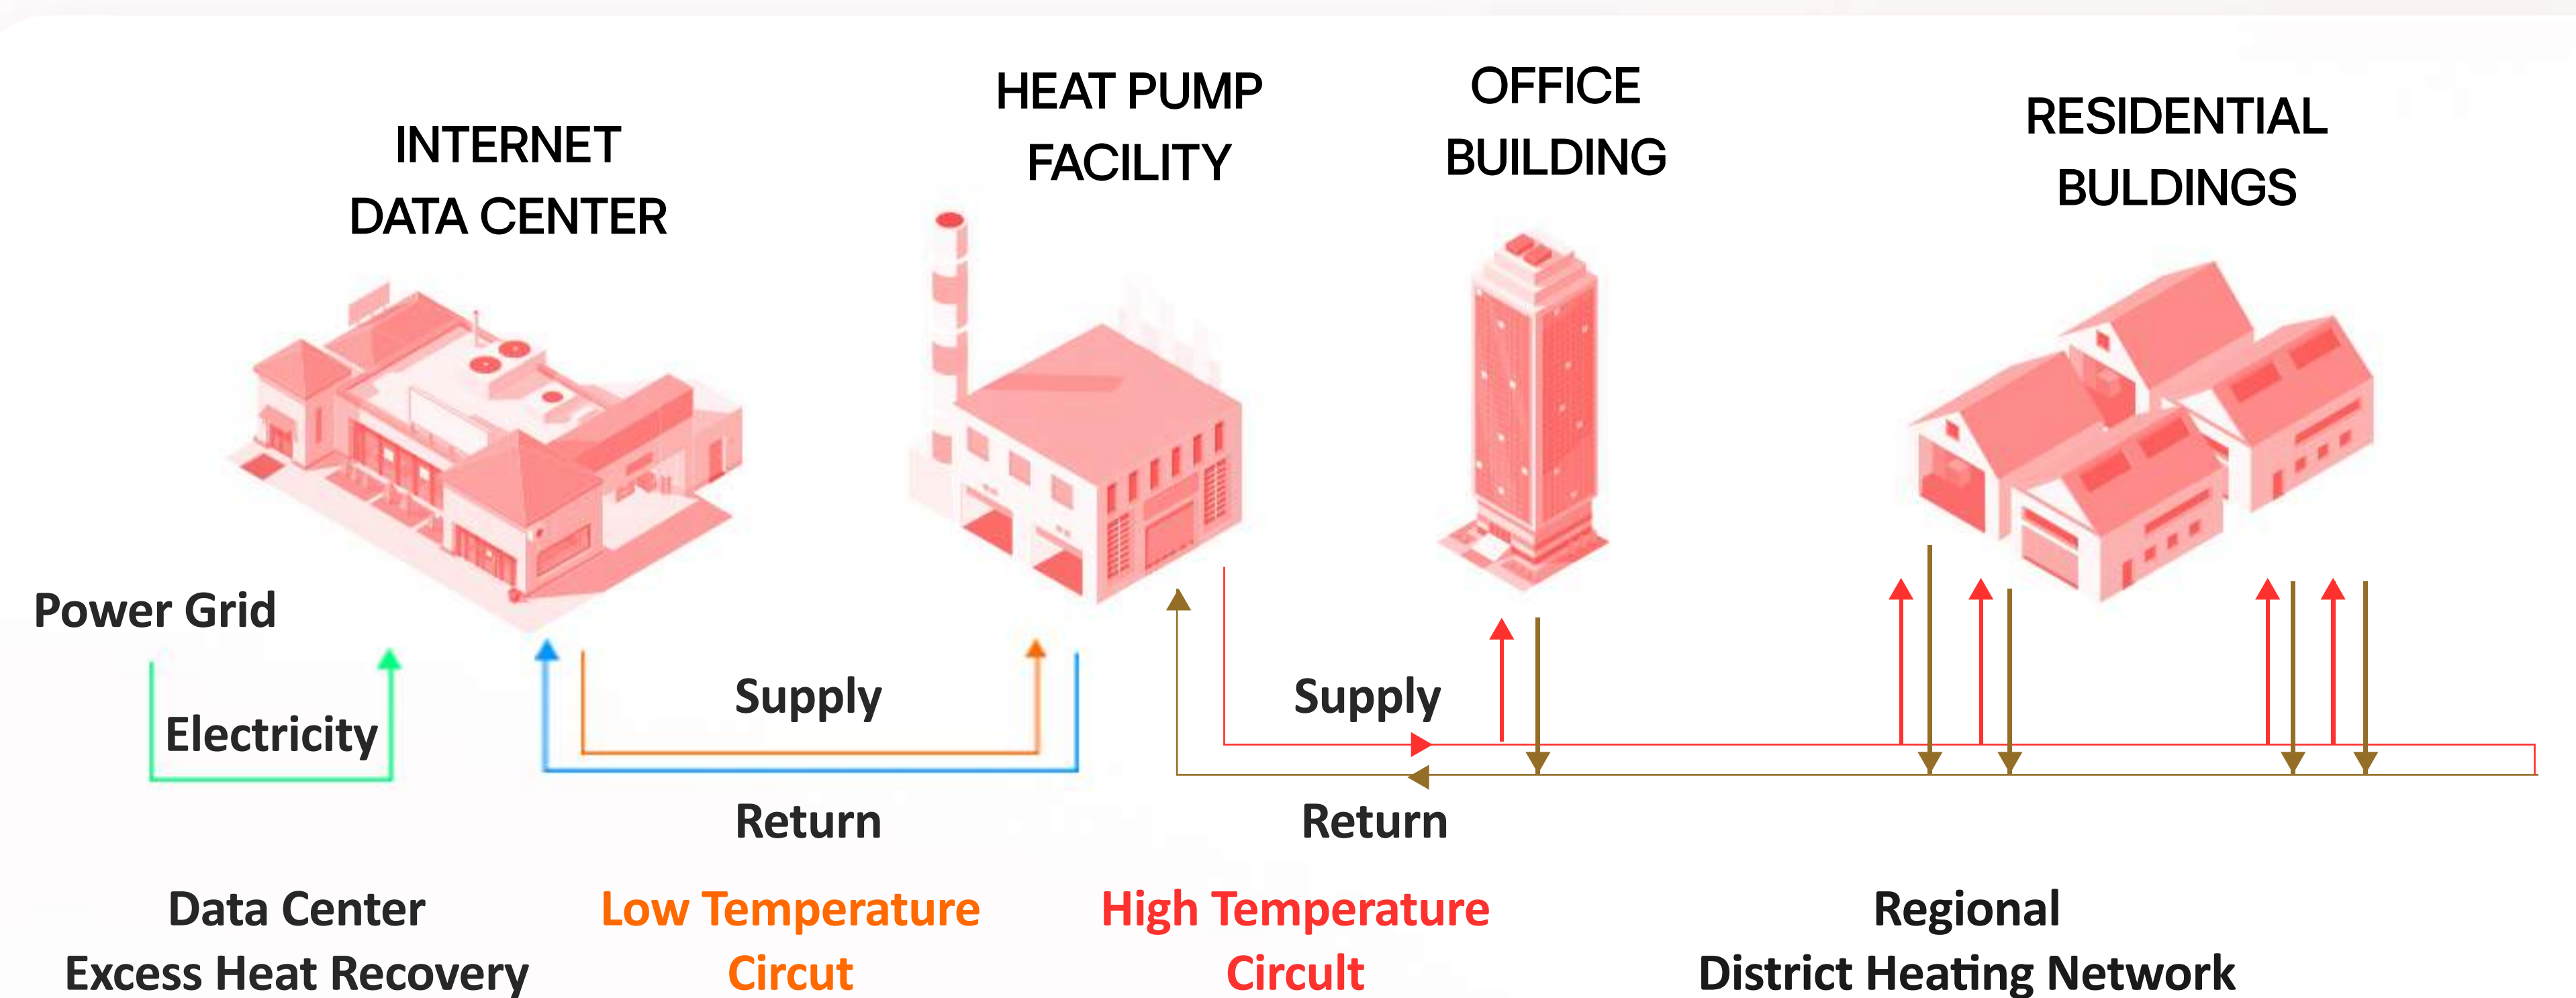 INTERNET
DATA CENTER
HEAT PUMP
FACILITY
OFFICE
BUILDING
RESIDENTIAL
BULDINGS
Power Grid
Electricity
Supply
Return
Supply
Return
Data Center
Excess Heat Recovery
Low Temperature
Circut
High Temperature
Circult
Regional
District Heating Network